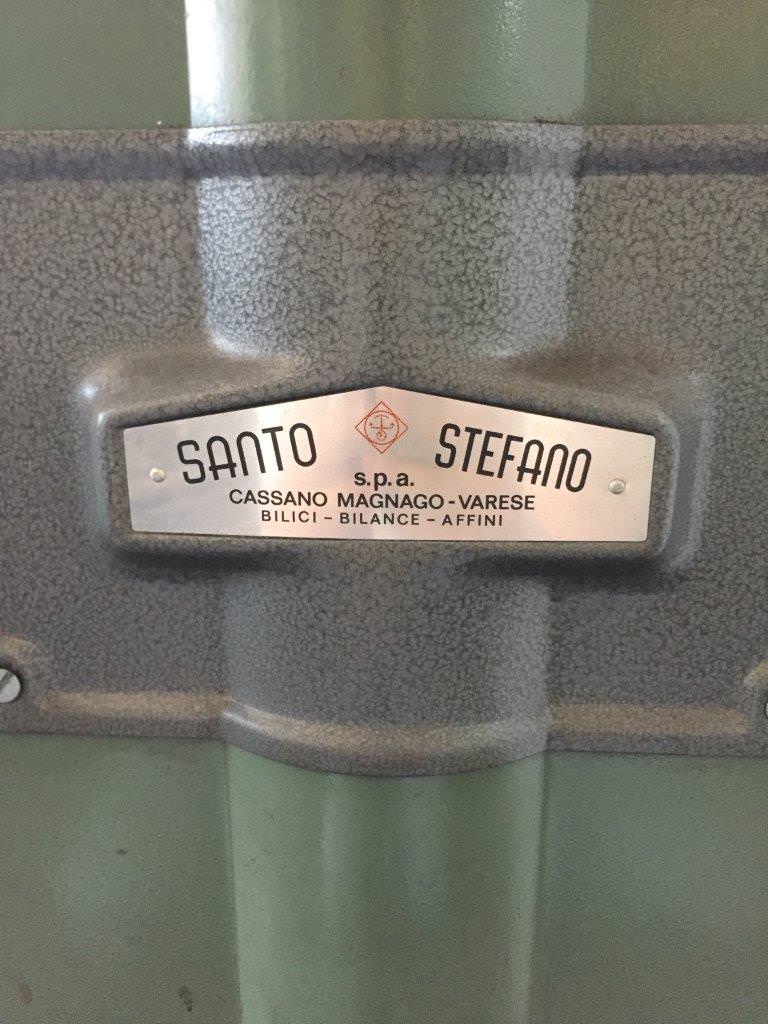 SANTO STEFANO
s.p.a.
CASSANO MAGNAGO-VARESE
BILICI - BILANCE - AFFINI